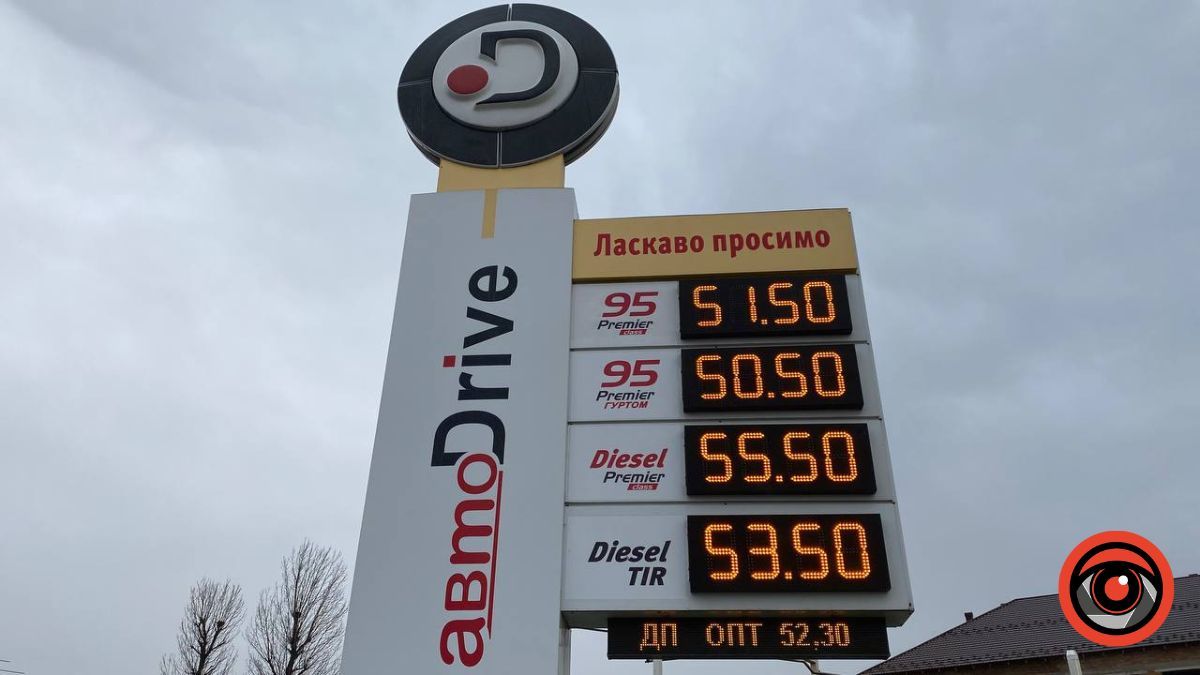 автоDrive
Ласкаво просимо
95 51.50
Premier
class
95 50.50
Premier
ГУРТОМ
Diesel 55.50
Premier
class
Diesel 53.50
TIR
ДП ОПТ 52,30